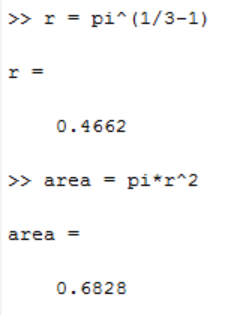 >> r = pi^(1/3-1)
r =
0.4662
>> area = pi*r^2
area =
0.6828